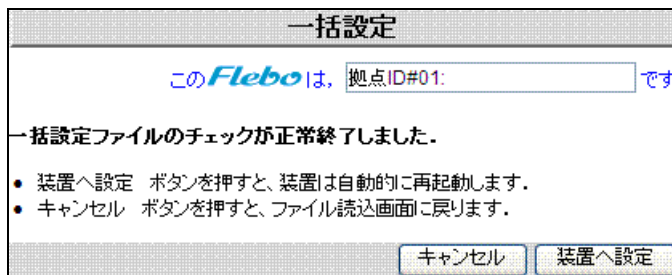 一括設定
このFleboは, 拠点ID#01: です
一括設定ファイルのチェックが正常終了しました.
● 装置へ設定 ボタンを押すと、装置は自動的に再起動します.
● キャンセル ボタンを押すと、ファイル読込画面に戻ります.
キャンセル 装置へ設定